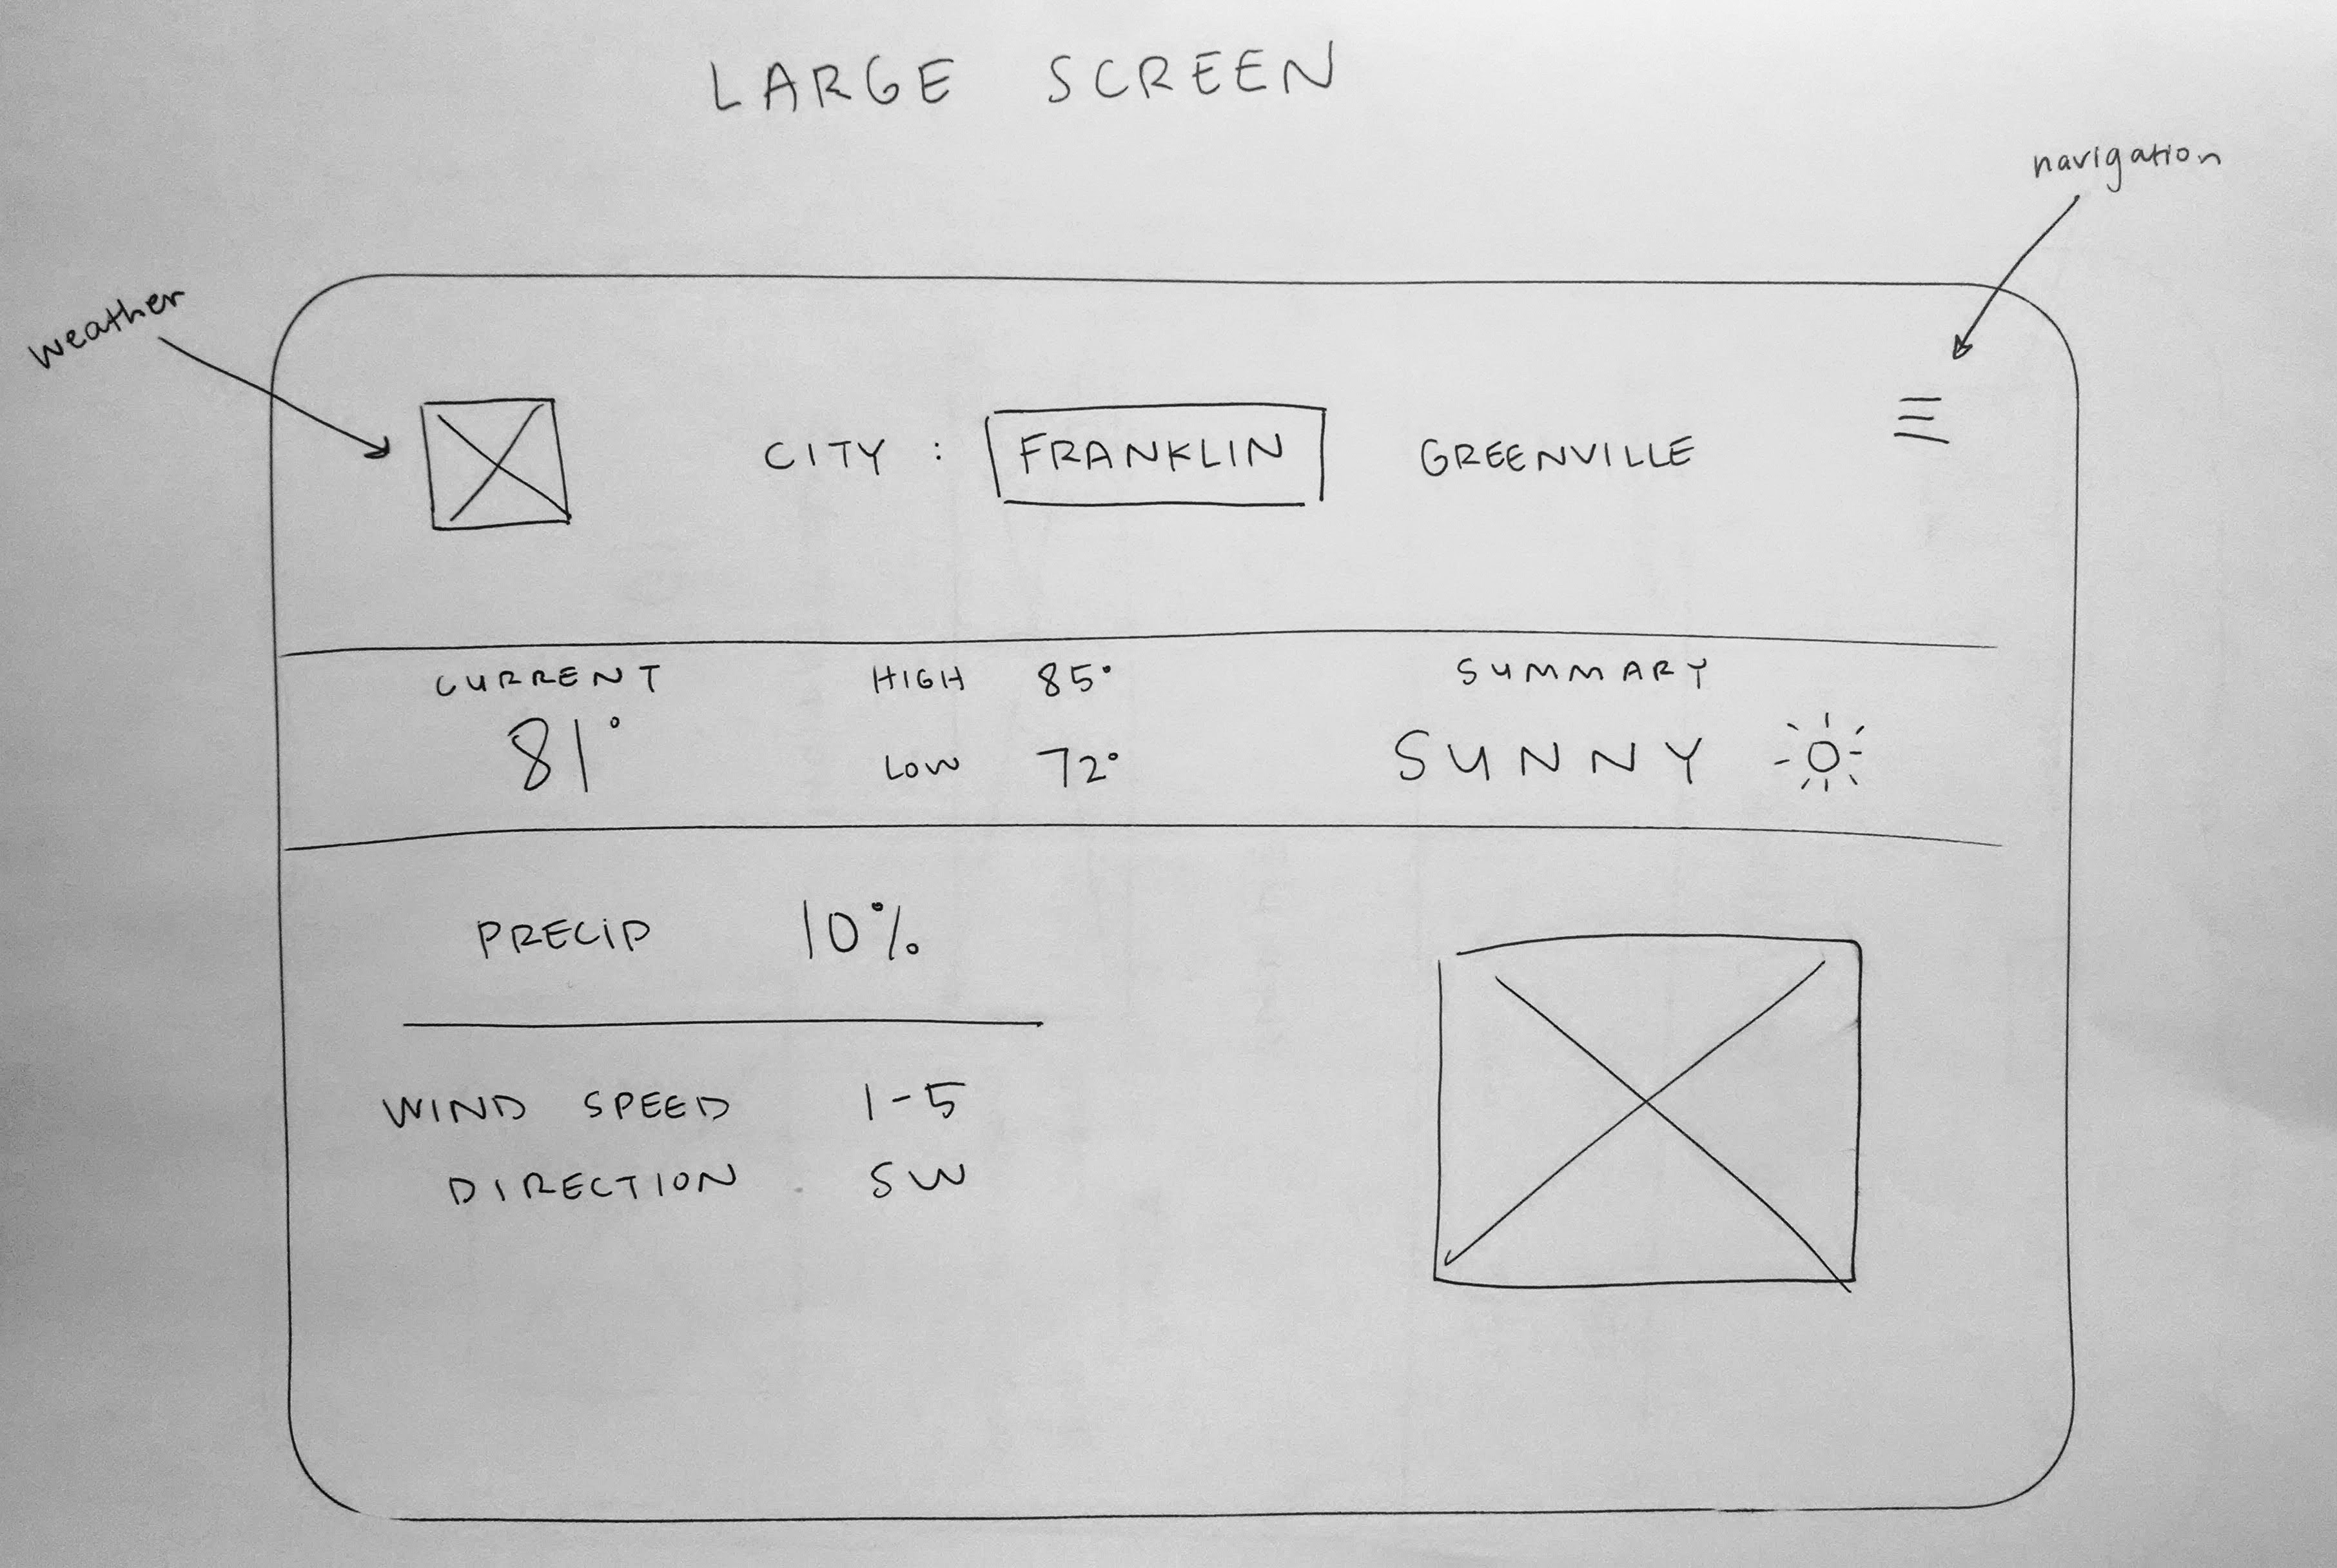 LARGE SCREEN
navigation
weather
CITY : FRANKLIN GREENVILLE
CURRENT HIGH 85° SUMMARY
81° LOW 72° SUNNY
PRECIP 10%
WIND SPEED 1-5
DIRECTION SW